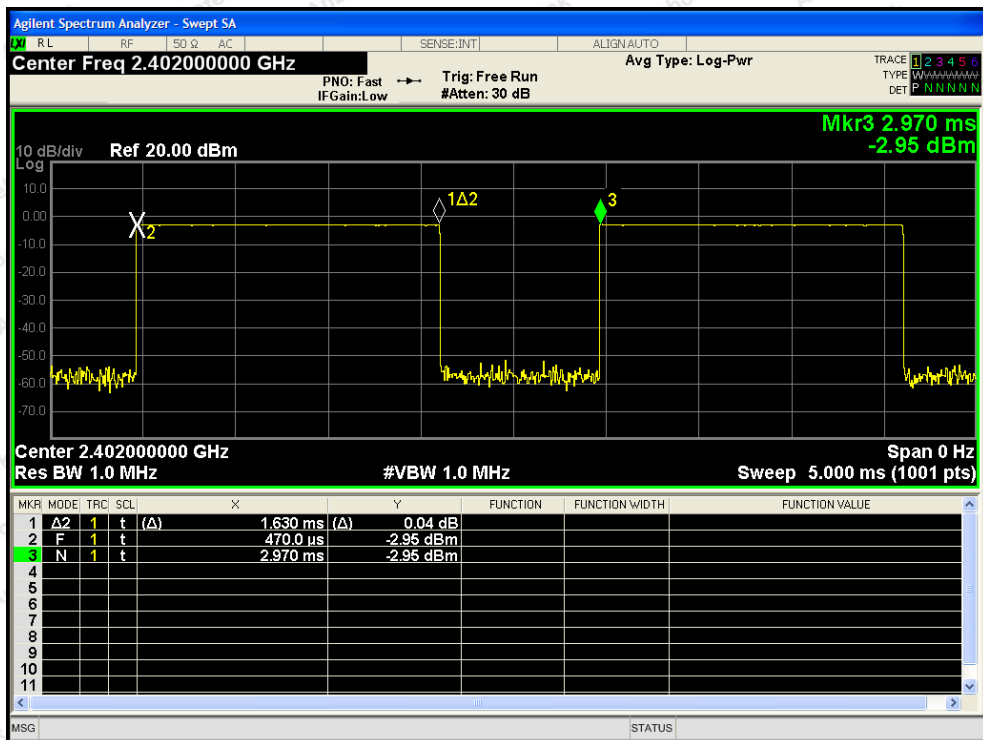 Agilent Spectrum Analyzer - Swept SA
LXI RL RF 50 Ω AC SENSE:INT ALIGNAUTO
Center Freq 2.402000000 GHz Avg Type: Log-Pwr TRACE 1 2 3 4 5 6
PNO: Fast Trig: Free Run TYPE W
IFGain:Low #Atten: 30 dB DET P N N N N N
Mkr3 2.970 ms
10 dB/div Ref 20.00 dBm -2.95 dBm
Log
10.0
1Δ2 3
0.00
2
-10.0
-20.0
-30.0
-40.0
-50.0
-60.0
-70.0
Center 2.402000000 GHz Span 0 Hz
Res BW 1.0 MHz #VBW 1.0 MHz Sweep 5.000 ms (1001 pts)
MKR MODE TRC SCL X Y FUNCTION FUNCTION WIDTH FUNCTION VALUE
1 Δ2 1 t (Δ) 1.630 ms (Δ) 0.04 dB
2 F 1 t 470.0 µs -2.95 dBm
3 N 1 t 2.970 ms -2.95 dBm
4
5
6
7
8
9
10
11
MSG STATUS